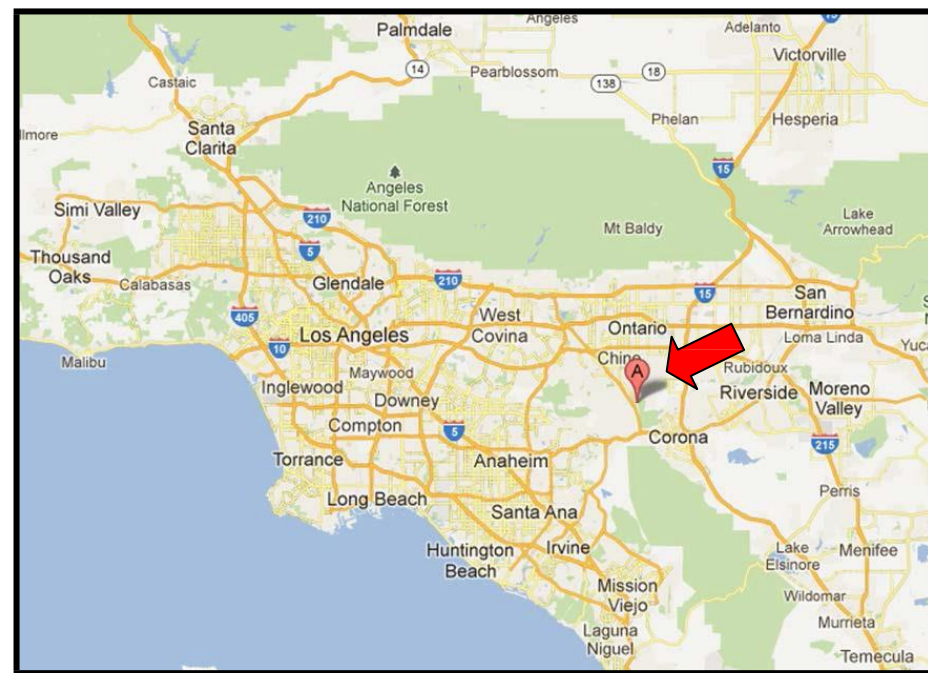 Angeles
Palmdale
Adelanto
15
Victorville
14
Pearblossom
138
18
Castaic
Phelan
Hesperia
Santa
Clarita
15
Angeles
National Forest
Simi Valley
210
Mt Baldy
Lake
Arrowhead
5
Thousand
Oaks
Calabasas
Glendale
210
15
San
Bernardino
405
West
Covina
Ontario
Los Angeles
Loma Linda
10
Malibu
Chino
Maywood
Rubidoux
A
Inglewood
Downey
Riverside
Moreno
Valley
Compton
5
Corona
215
Torrance
Anaheim
Perris
Long Beach
Santa Ana
Huntington
Beach
Irvine
Lake
Elsinore
Menifee
Mission
Viejo
Wildomar
Murrieta
Laguna
Niguel
Temecula